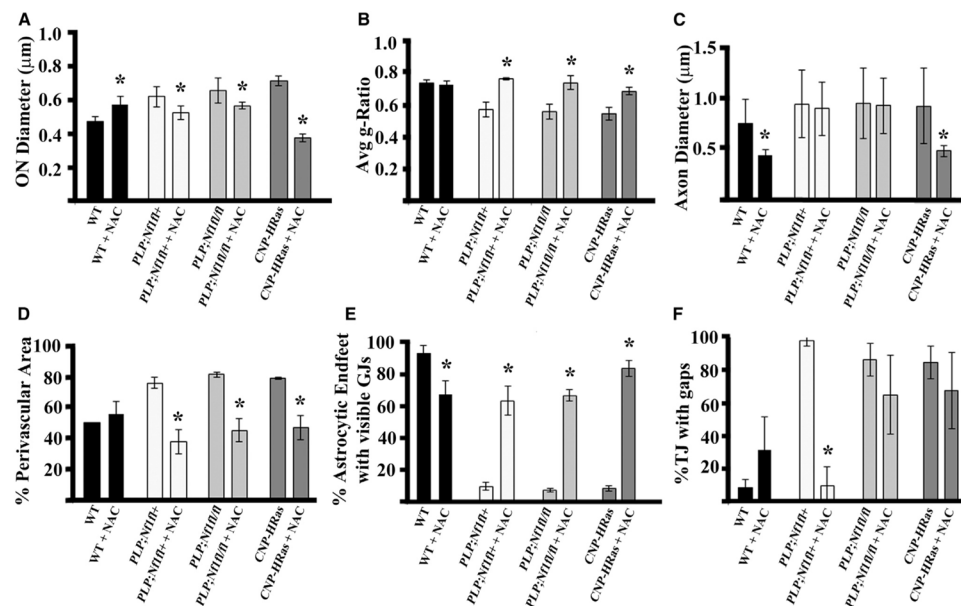 A
ON Diameter (μm)
1.0
0.8
0.6
0.4
0.2
* * * *
WT
WT + NAC
PLP;Nf1fl+
PLP;Nf1fl++ NAC
PLP;Nf1fl/fl
PLP;Nf1fl/fl + NAC
CNP-HRas
CNP-HRas + NAC
B
Avg g-Ratio
1.0
0.8
0.6
0.4
0.2
* * *
WT
WT + NAC
PLP;Nf1fl+
PLP;Nf1fl++ NAC
PLP;Nf1fl/fl
PLP;Nf1fl/fl + NAC
CNP-HRas
CNP-HRas + NAC
C
Axon Diameter (μm)
1.5
1.0
0.5
* *
WT
WT + NAC
PLP;Nf1fl+
PLP;Nf1fl++ NAC
PLP;Nf1fl/fl
PLP;Nf1fl/fl + NAC
CNP-HRas
CNP-HRas + NAC
D
% Perivascular Area
100
80
60
40
20
* * *
WT
WT + NAC
PLP;Nf1fl+
PLP;Nf1fl++ NAC
PLP;Nf1fl/fl
PLP;Nf1fl/fl + NAC
CNP-HRas
CNP-HRas + NAC
E
% Astrocytic Endfeet
with visible GJs
100
80
60
40
20
* * * *
WT
WT + NAC
PLP;Nf1fl+
PLP;Nf1fl++ NAC
PLP;Nf1fl/fl
PLP;Nf1fl/fl + NAC
CNP-HRas
CNP-HRas + NAC
F
%TJ with gaps
100
80
60
40
20
*
WT
WT + NAC
PLP;Nf1fl+
PLP;Nf1fl++ NAC
PLP;Nf1fl/fl
PLP;Nf1fl/fl + NAC
CNP-HRas
CNP-HRas + NAC